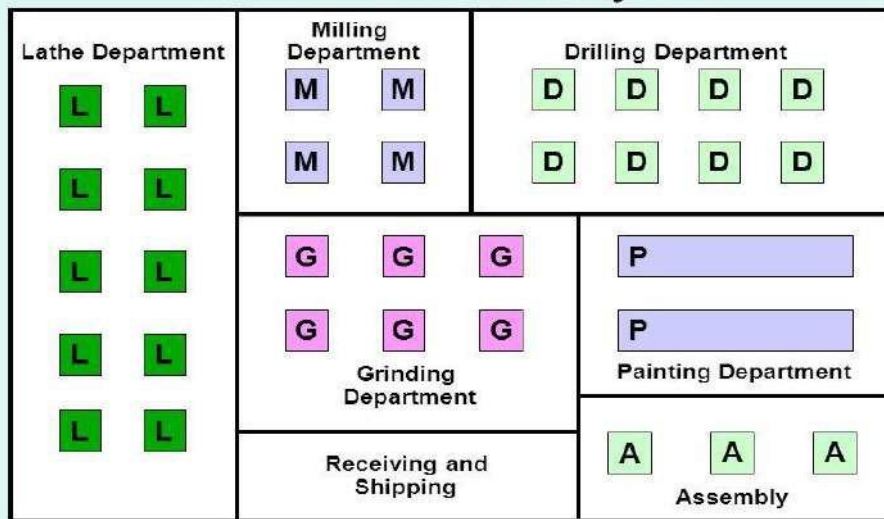 Lathe Department
L L
L L
L L
L L
L L
Milling
Department
M M
M M
Drilling Department
D D D D
D D D D
G G G
G G G
Grinding
Department
P
P
Painting Department
Receiving and
Shipping
A A A
Assembly